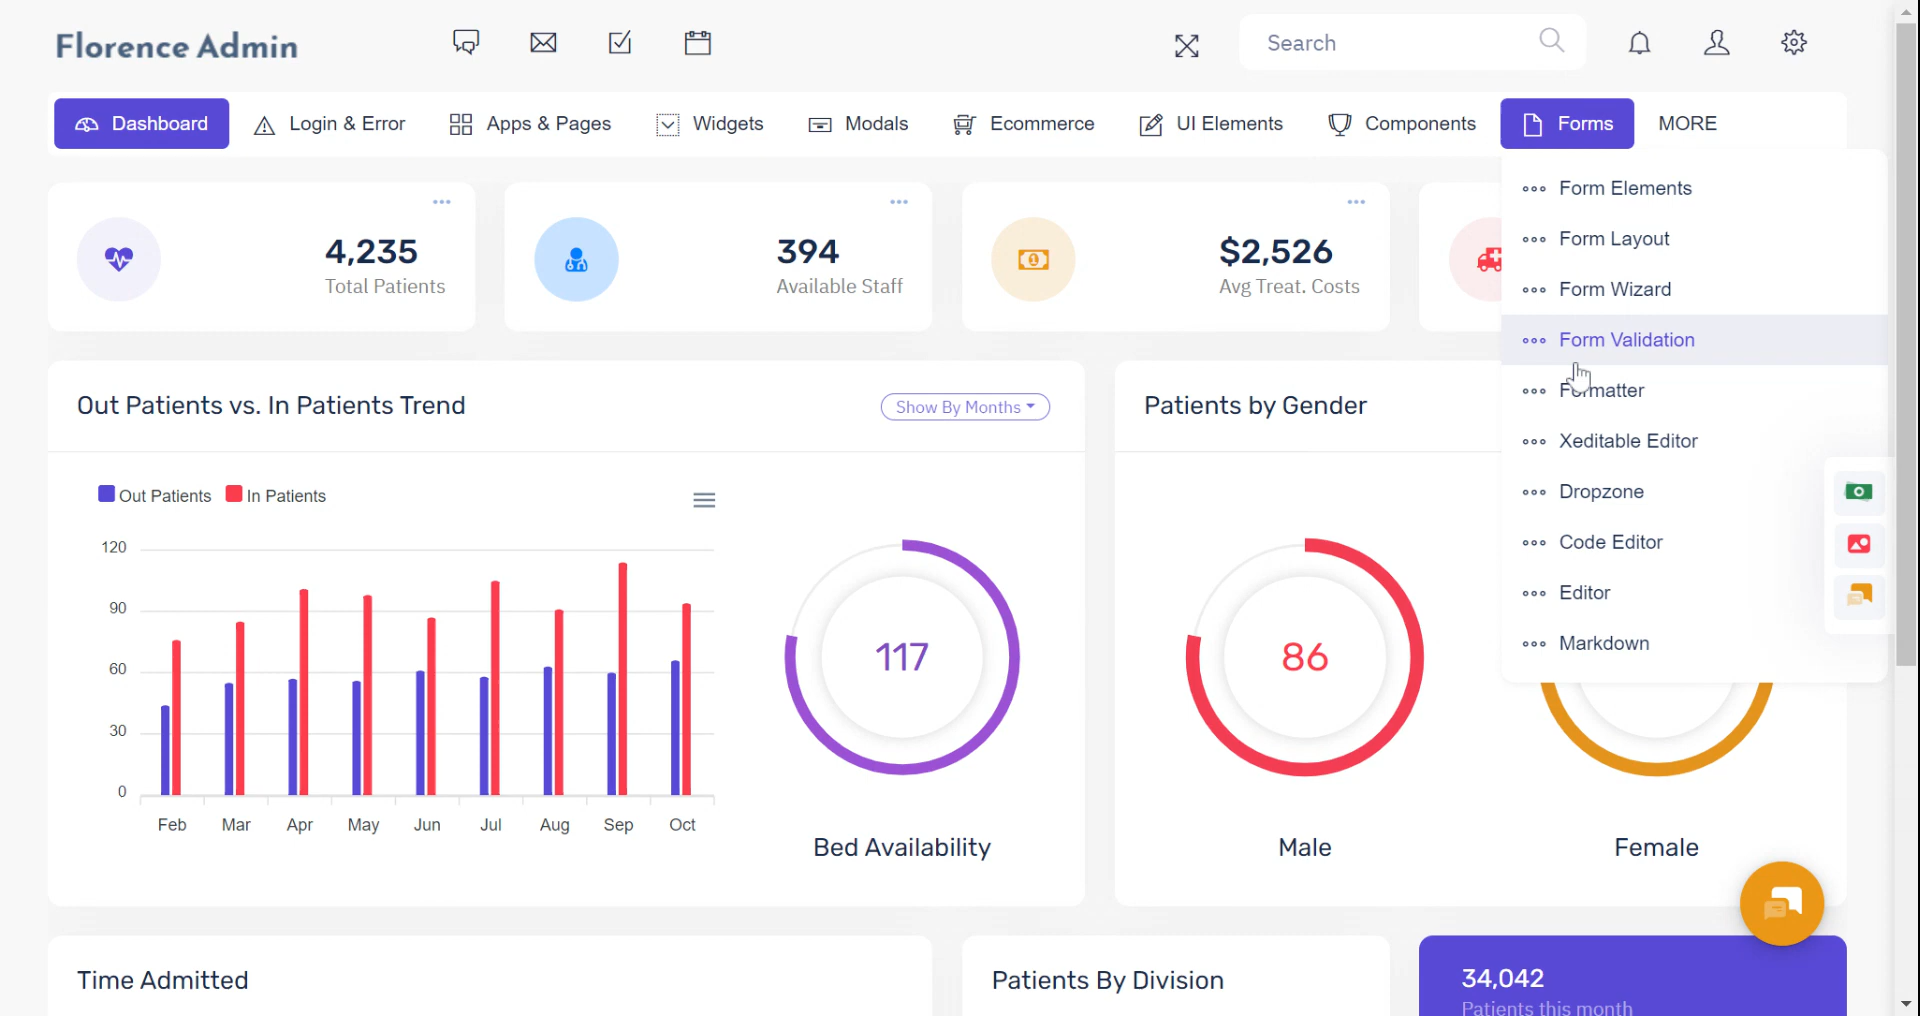 Florence Admin
Search
Dashboard
Login & Error
Apps & Pages
Widgets
Modals
Ecommerce
UI Elements
Components
Forms
MORE
Form Elements
Form Layout
Form Wizard
Form Validation
Formatter
Xeditable Editor
Dropzone
Code Editor
Editor
Markdown
4,235
Total Patients
394
Available Staff
$2,526
Avg Treat. Costs
Out Patients vs. In Patients Trend
Show By Months
Out Patients
In Patients
120
90
60
30
0
Feb
Mar
Apr
May
Jun
Jul
Aug
Sep
Oct
117
Bed Availability
Patients by Gender
86
Male
Female
Time Admitted
Patients By Division
34,042
Patients this month